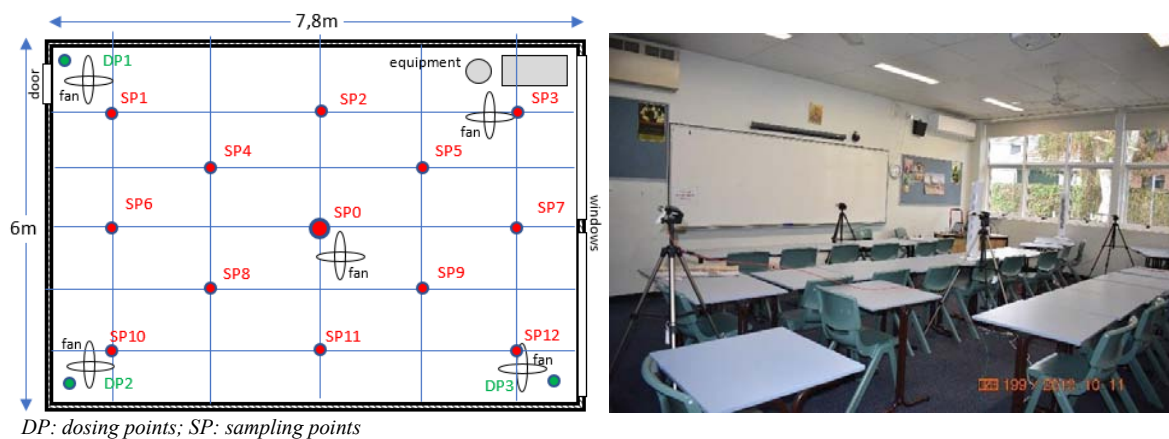 7,8m
DP1
equipment
door
fan
SP1
SP2
SP3
fan
SP4
SP5
SP6
SP0
SP7
6m
windows
fan
SP8
SP9
SP10
SP11
SP12
fan
fan
DP2
DP3
DP: dosing points; SP: sampling points